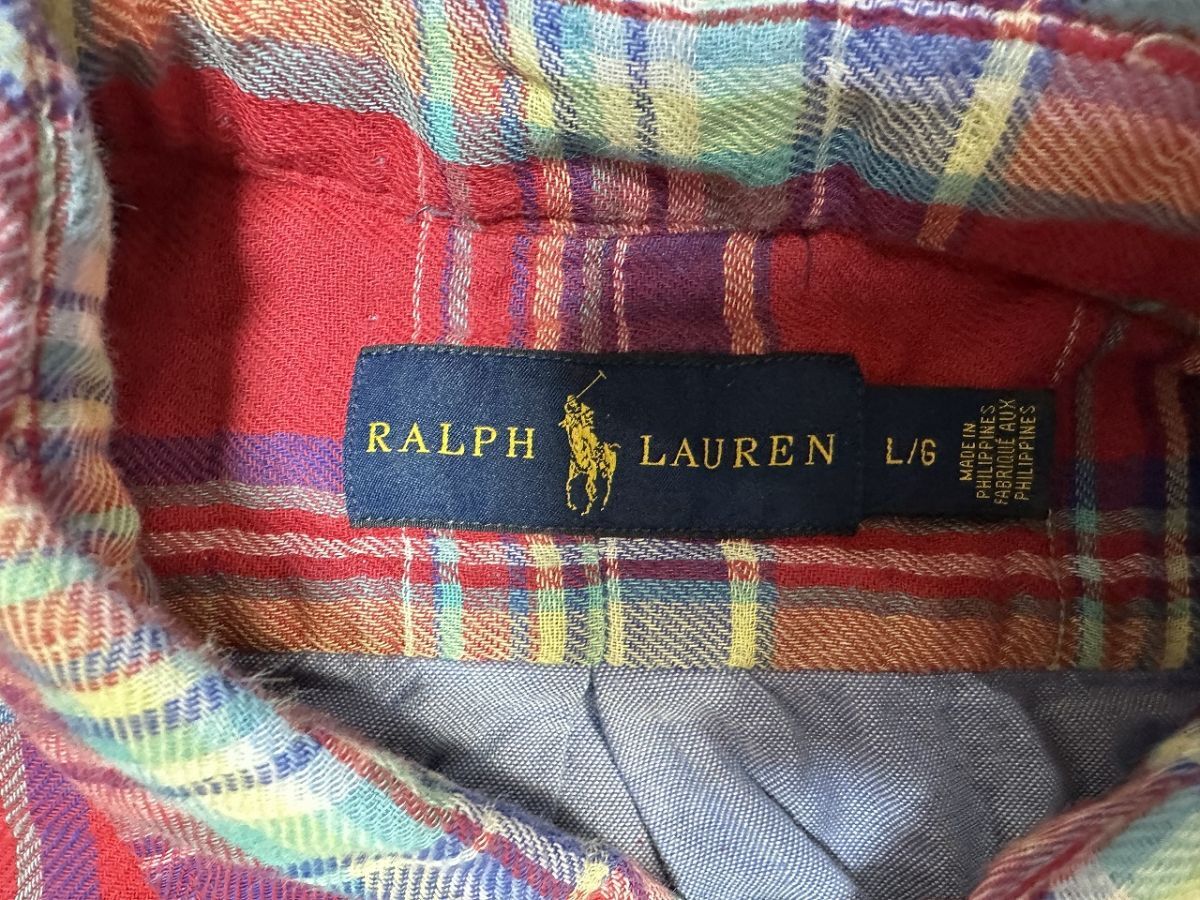 RALPH LAUREN
L/G
MADE IN
PHILIPPINES
FABRIQUÉ AUX
PHILIPPINES